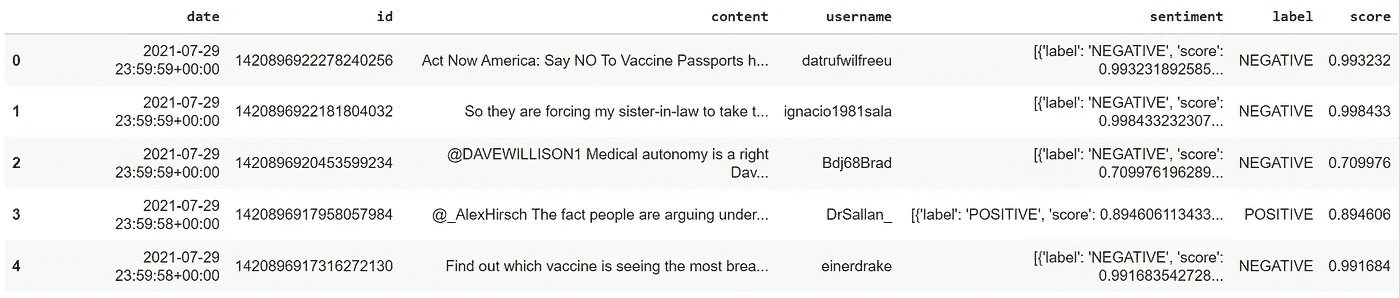 date id content username sentiment label score
0 2021-07-29 23:59:59+00:00 1420896922278240256 Act Now America: Say NO To Vaccine Passports h... datrufwilfreeu [{'label': 'NEGATIVE', 'score': 0.993231892585... NEGATIVE 0.993232
1 2021-07-29 23:59:59+00:00 1420896922181804032 So they are forcing my sister-in-law to take t... ignacio1981sala [{'label': 'NEGATIVE', 'score': 0.998433232307... NEGATIVE 0.998433
2 2021-07-29 23:59:59+00:00 1420896920453599234 @DAVEWILLISON1 Medical autonomy is a right Dav... Bdj68Brad [{'label': 'NEGATIVE', 'score': 0.709976196289... NEGATIVE 0.709976
3 2021-07-29 23:59:58+00:00 1420896917958057984 @_AlexHirsch The fact people are arguing under... DrSallan_ [{'label': 'POSITIVE', 'score': 0.894606113433... POSITIVE 0.894606
4 2021-07-29 23:59:58+00:00 1420896917316272130 Find out which vaccine is seeing the most brea... einerdrake [{'label': 'NEGATIVE', 'score': 0.991683542728... NEGATIVE 0.991684